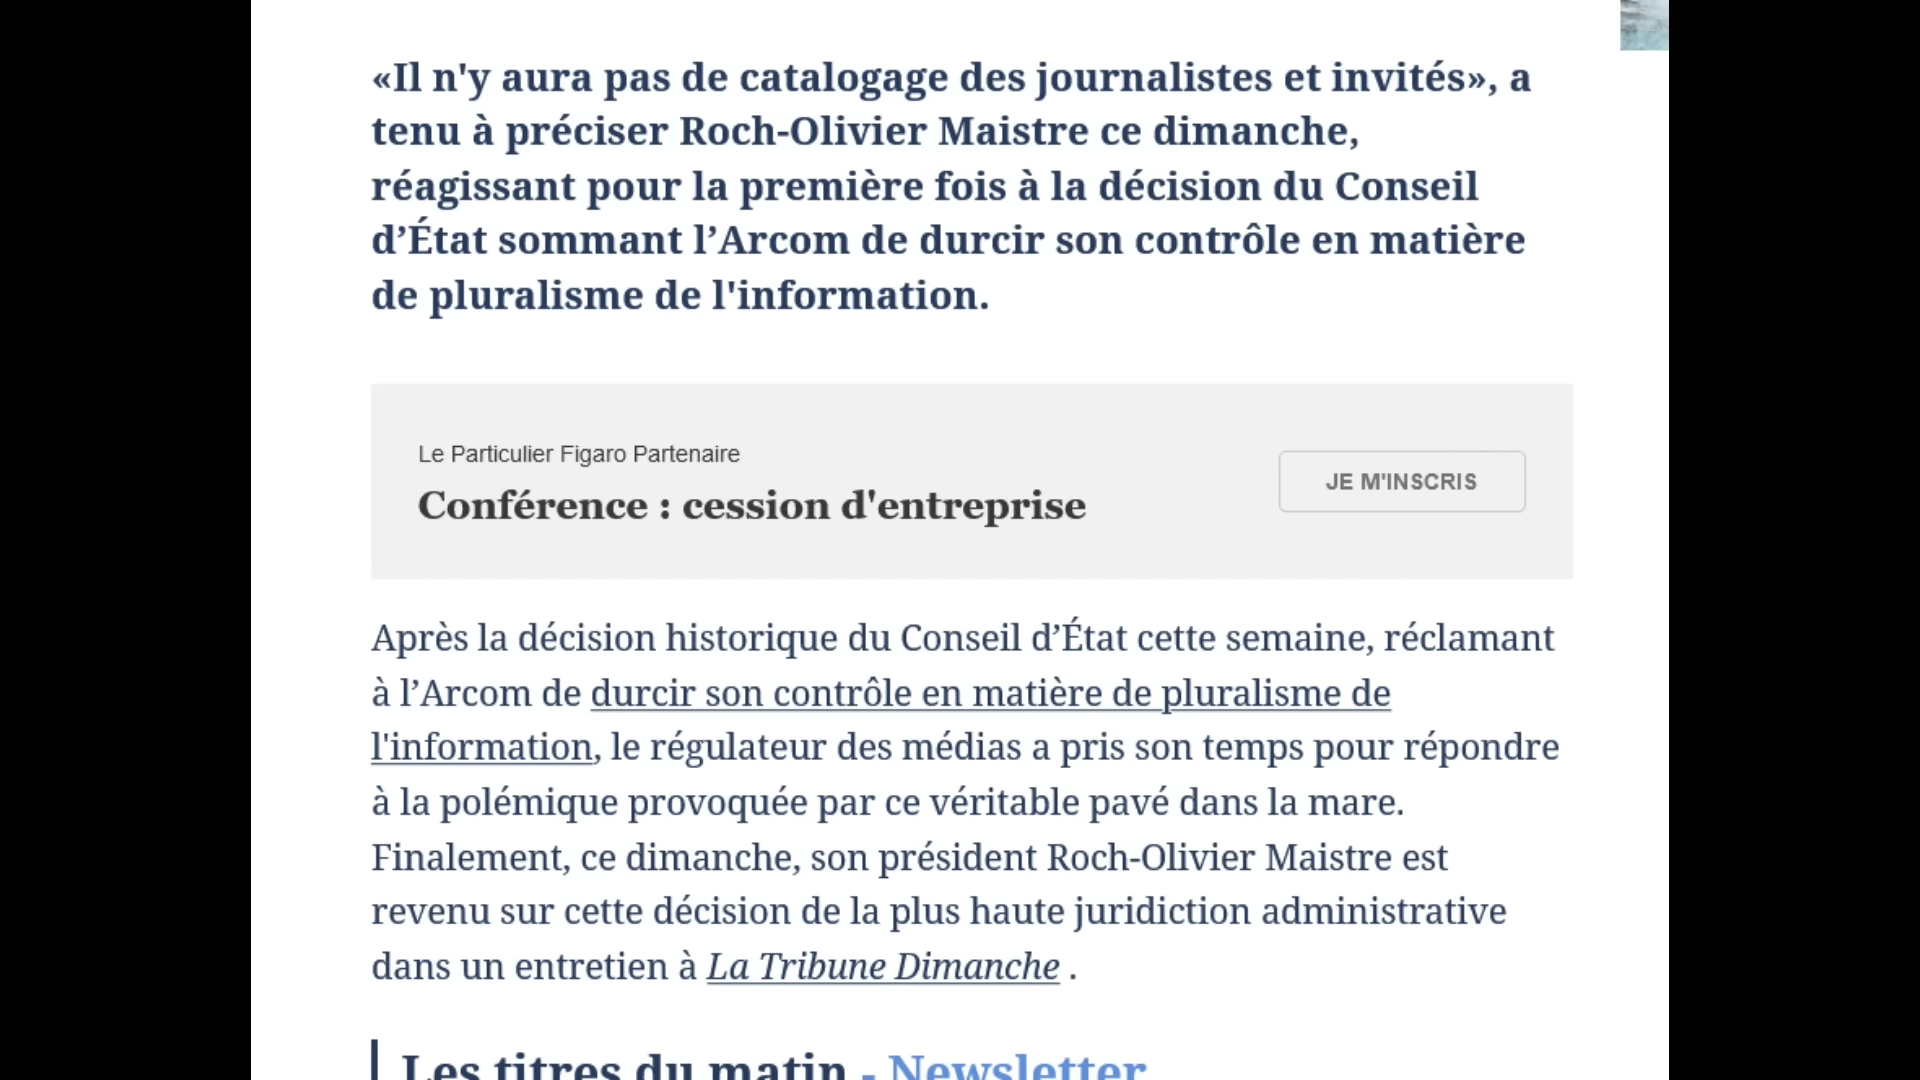 «Il n'y aura pas de catalogage des journalistes et invités», a
tenu à préciser Roch-Olivier Maistre ce dimanche,
réagissant pour la première fois à la décision du Conseil
d’État sommant l’Arcom de durcir son contrôle en matière
de pluralisme de l'information.
Le Particulier Figaro Partenaire
Conférence : cession d'entreprise
JE M'INSCRIS
Après la décision historique du Conseil d’État cette semaine, réclamant
à l’Arcom de durcir son contrôle en matière de pluralisme de
l'information, le régulateur des médias a pris son temps pour répondre
à la polémique provoquée par ce véritable pavé dans la mare.
Finalement, ce dimanche, son président Roch-Olivier Maistre est
revenu sur cette décision de la plus haute juridiction administrative
dans un entretien à La Tribune Dimanche .
Les titres du matin - Newsletter